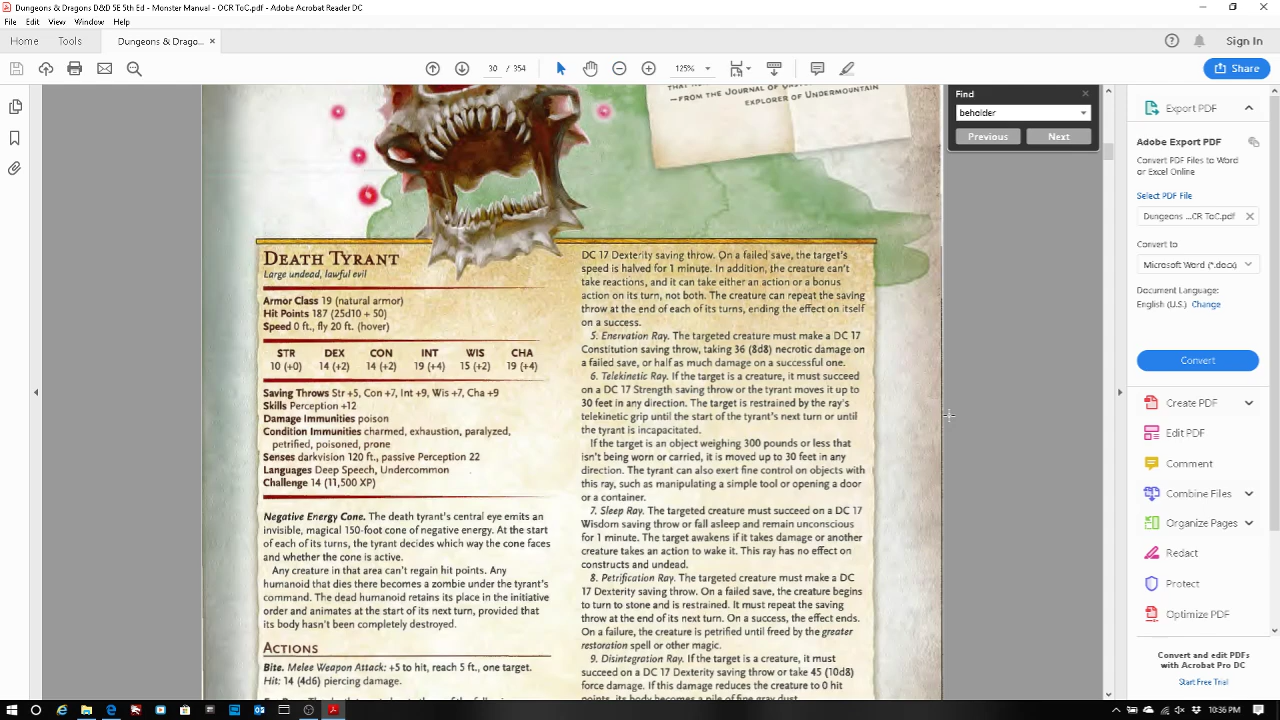 Dungeons & Dragons D&D 5E 5th Ed - Monster Manual - OCR ToC.pdf - Adobe Acrobat Reader DC
File Edit View Window Help
Home Tools Dungeons & Drago...
Sign In
30 / 354
125%
Share
Find
beholder
Previous Next
—FROM THE JOURNAL OF
EXPLORER OF UNDERMOUNTAIN
DEATH TYRANT
Large undead, lawful evil
Armor Class 19 (natural armor)
Hit Points 187 (25d10 + 50)
Speed 0 ft., fly 20 ft. (hover)
STR DEX CON INT WIS CHA
10 (+0) 14 (+2) 14 (+2) 19 (+4) 15 (+2) 19 (+4)
Saving Throws Str +5, Con +7, Int +9, Wis +7, Cha +9
Skills Perception +12
Damage Immunities poison
Condition Immunities charmed, exhaustion, paralyzed,
petrified, poisoned, prone
Senses darkvision 120 ft., passive Perception 22
Languages Deep Speech, Undercommon
Challenge 14 (11,500 XP)
Negative Energy Cone. The death tyrant's central eye emits an
invisible, magical 150-foot cone of negative energy. At the start
of each of its turns, the tyrant decides which way the cone faces
and whether the cone is active.
Any creature in that area can't regain hit points. Any
humanoid that dies there becomes a zombie under the tyrant's
command. The dead humanoid retains its place in the initiative
order and animates at the start of its next turn, provided that
its body hasn't been completely destroyed.
ACTIONS
Bite. Melee Weapon Attack: +5 to hit, reach 5 ft., one target.
Hit: 14 (4d6) piercing damage.
DC 17 Dexterity saving throw. On a failed save, the target's
speed is halved for 1 minute. In addition, the creature can't
take reactions, and it can take either an action or a bonus
action on its turn, not both. The creature can repeat the saving
throw at the end of each of its turns, ending the effect on itself
on a success.
5. Enervation Ray. The targeted creature must make a DC 17
Constitution saving throw, taking 36 (8d8) necrotic damage on
a failed save, or half as much damage on a successful one.
6. Telekinetic Ray. If the target is a creature, it must succeed
on a DC 17 Strength saving throw or the tyrant moves it up to
30 feet in any direction. The target is restrained by the ray's
telekinetic grip until the start of the tyrant's next turn or until
the tyrant is incapacitated.
If the target is an object weighing 300 pounds or less that
isn't being worn or carried, it is moved up to 30 feet in any
direction. The tyrant can also exert fine control on objects with
this ray, such as manipulating a simple tool or opening a door
or a container.
7. Sleep Ray. The targeted creature must succeed on a DC 17
Wisdom saving throw or fall asleep and remain unconscious
for 1 minute. The target awakens if it takes damage or another
creature takes an action to wake it. This ray has no effect on
constructs and undead.
8. Petrification Ray. The targeted creature must make a DC
17 Dexterity saving throw. On a failed save, the creature begins
to turn to stone and is restrained. It must repeat the saving
throw at the end of its next turn. On a success, the effect ends.
On a failure, the creature is petrified until freed by the greater
restoration spell or other magic.
9. Disintegration Ray. If the target is a creature, it must
succeed on a DC 17 Dexterity saving throw or take 45 (10d8)
force damage. If this damage reduces the creature to 0 hit
points, its body becomes a pile of fine gray dust.
Export PDF
Adobe Export PDF
Convert PDF Files to Word
or Excel Online
Select PDF File
Dungeons ...CR ToC.pdf
Convert to
Microsoft Word (*.docx)
Document Language:
English (U.S.) Change
Convert
Create PDF
Edit PDF
Comment
Combine Files
Organize Pages
Redact
Protect
Optimize PDF
Convert and edit PDFs
with Acrobat Pro DC
Start Free Trial
10:36 PM